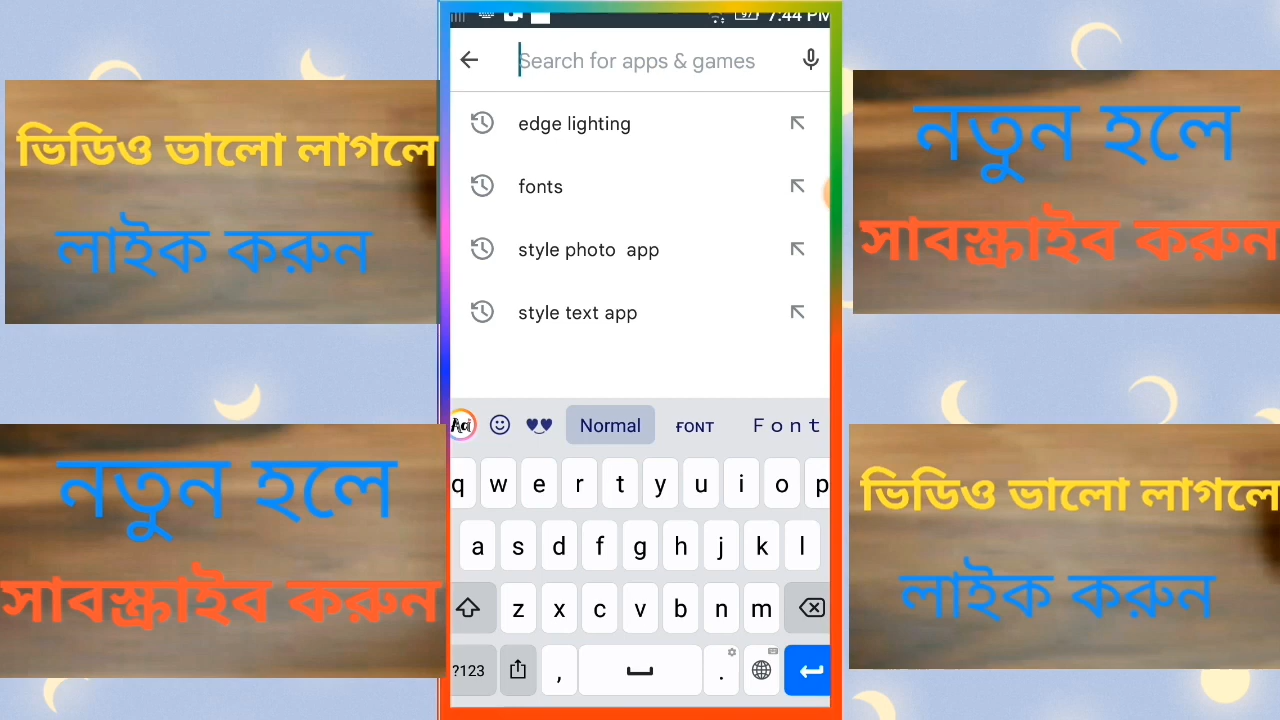 ভিডিও ভালো লাগলে
লাইক করুন
নতুন হলে
সাবস্ক্রাইব করুন
97 7:44 PM
Search for apps & games
edge lighting
fonts
style photo app
style text app
Normal FONT Font
q w e r t y u i o p
a s d f g h j k l
z x c v b n m
?123 , .
নতুন হলে
সাবস্ক্রাইব করুন
ভিডিও ভালো লাগলে
লাইক করুন